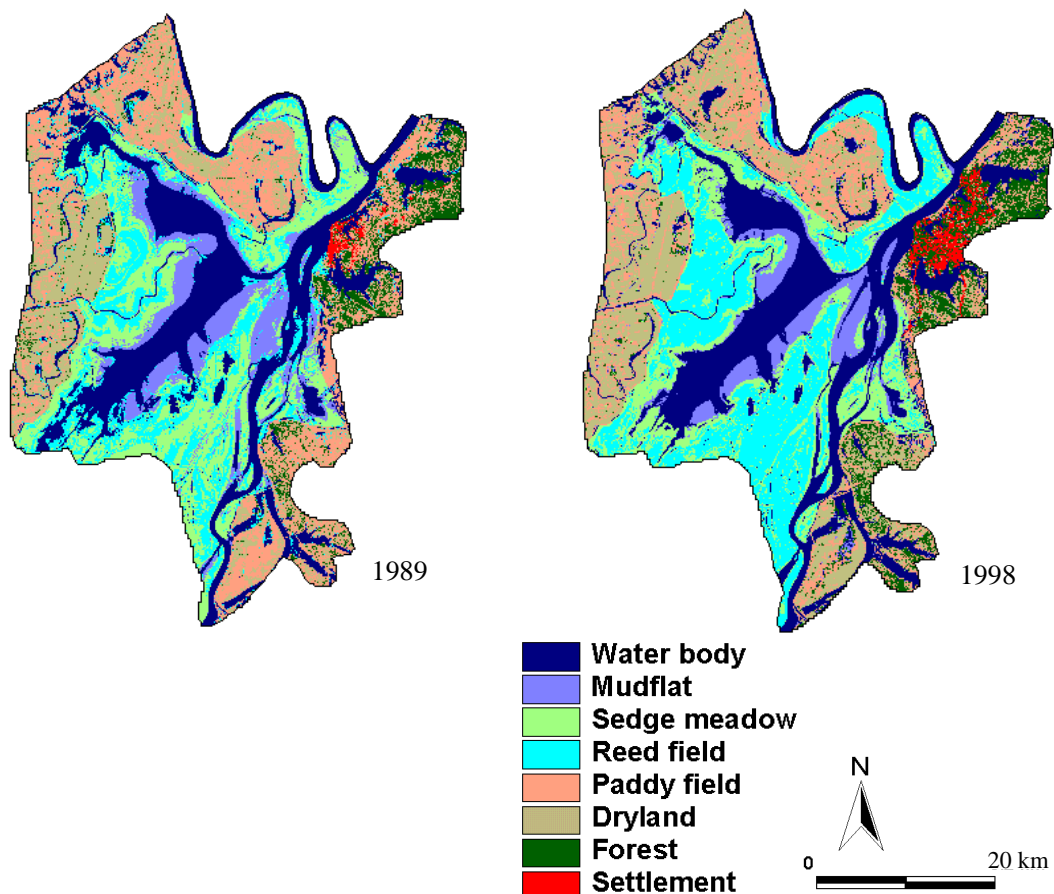 1989
1998
Water body
Mudflat
Sedge meadow
Reed field
Paddy field
Dryland
Forest
Settlement
N
0 20 km